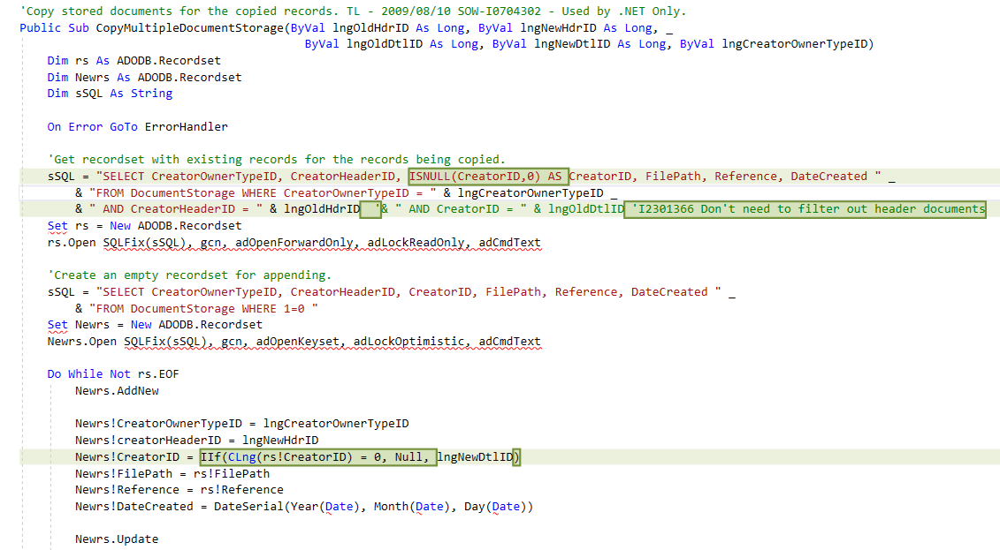 'Copy stored documents for the copied records. TL - 2009/08/10 SOW-I0704302 - Used by .NET Only.
Public Sub CopyMultipleDocumentStorage(ByVal lngOldHdrID As Long, ByVal lngNewHdrID As Long, _
ByVal lngOldDtlID As Long, ByVal lngNewDtlID As Long, ByVal lngCreatorOwnerTypeID)
Dim rs As ADODB.Recordset
Dim Newrs As ADODB.Recordset
Dim sSQL As String
On Error GoTo ErrorHandler
'Get recordset with existing records for the records being copied.
sSQL = "SELECT CreatorOwnerTypeID, CreatorHeaderID, ISNULL(CreatorID,0) AS CreatorID, FilePath, Reference, DateCreated " _
& "FROM DocumentStorage WHERE CreatorOwnerTypeID = " & lngCreatorOwnerTypeID _
& " AND CreatorHeaderID = " & lngOldHdrID  '& " AND CreatorID = " & lngOldDtlID 'I2301366 Don't need to filter out header documents
Set rs = New ADODB.Recordset
rs.Open SQLFix(sSQL), gcn, adOpenForwardOnly, adLockReadOnly, adCmdText
'Create an empty recordset for appending.
sSQL = "SELECT CreatorOwnerTypeID, CreatorHeaderID, CreatorID, FilePath, Reference, DateCreated " _
& "FROM DocumentStorage WHERE 1=0 "
Set Newrs = New ADODB.Recordset
Newrs.Open SQLFix(sSQL), gcn, adOpenKeyset, adLockOptimistic, adCmdText
Do While Not rs.EOF
Newrs.AddNew
Newrs!CreatorOwnerTypeID = lngCreatorOwnerTypeID
Newrs!creatorHeaderID = lngNewHdrID
Newrs!CreatorID = IIf(CLng(rs!CreatorID) = 0, Null, lngNewDtlID)
Newrs!FilePath = rs!FilePath
Newrs!Reference = rs!Reference
Newrs!DateCreated = DateSerial(Year(Date), Month(Date), Day(Date))
Newrs.Update